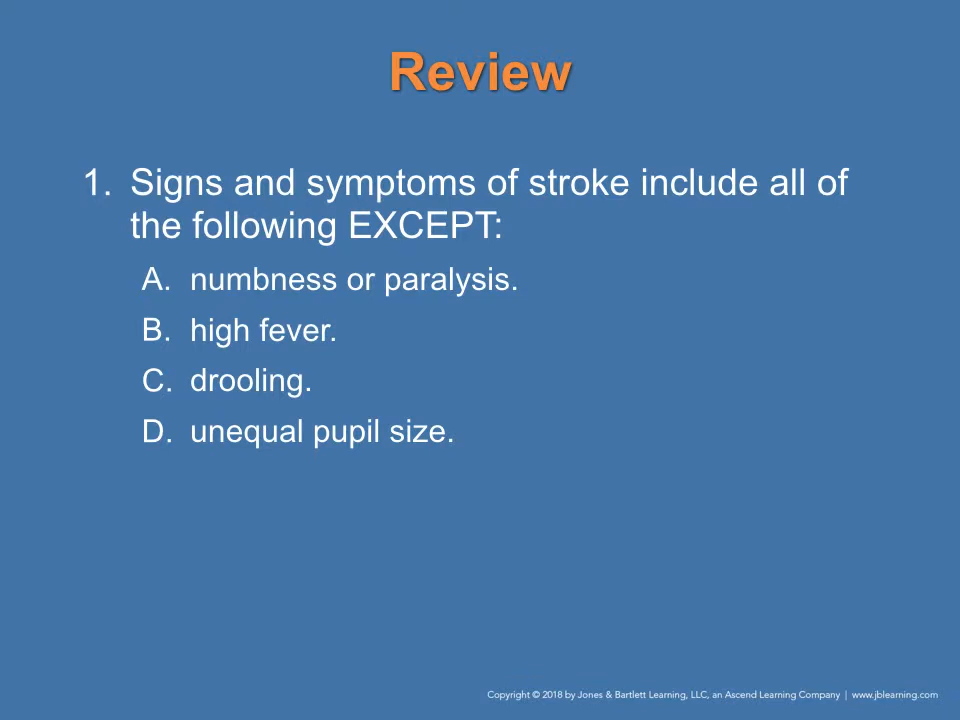 Review
1. Signs and symptoms of stroke include all of
the following EXCEPT:
A. numbness or paralysis.
B. high fever.
C. drooling.
D. unequal pupil size.
Copyright © 2018 by Jones & Bartlett Learning, LLC, an Ascend Learning Company | www.jblearning.com